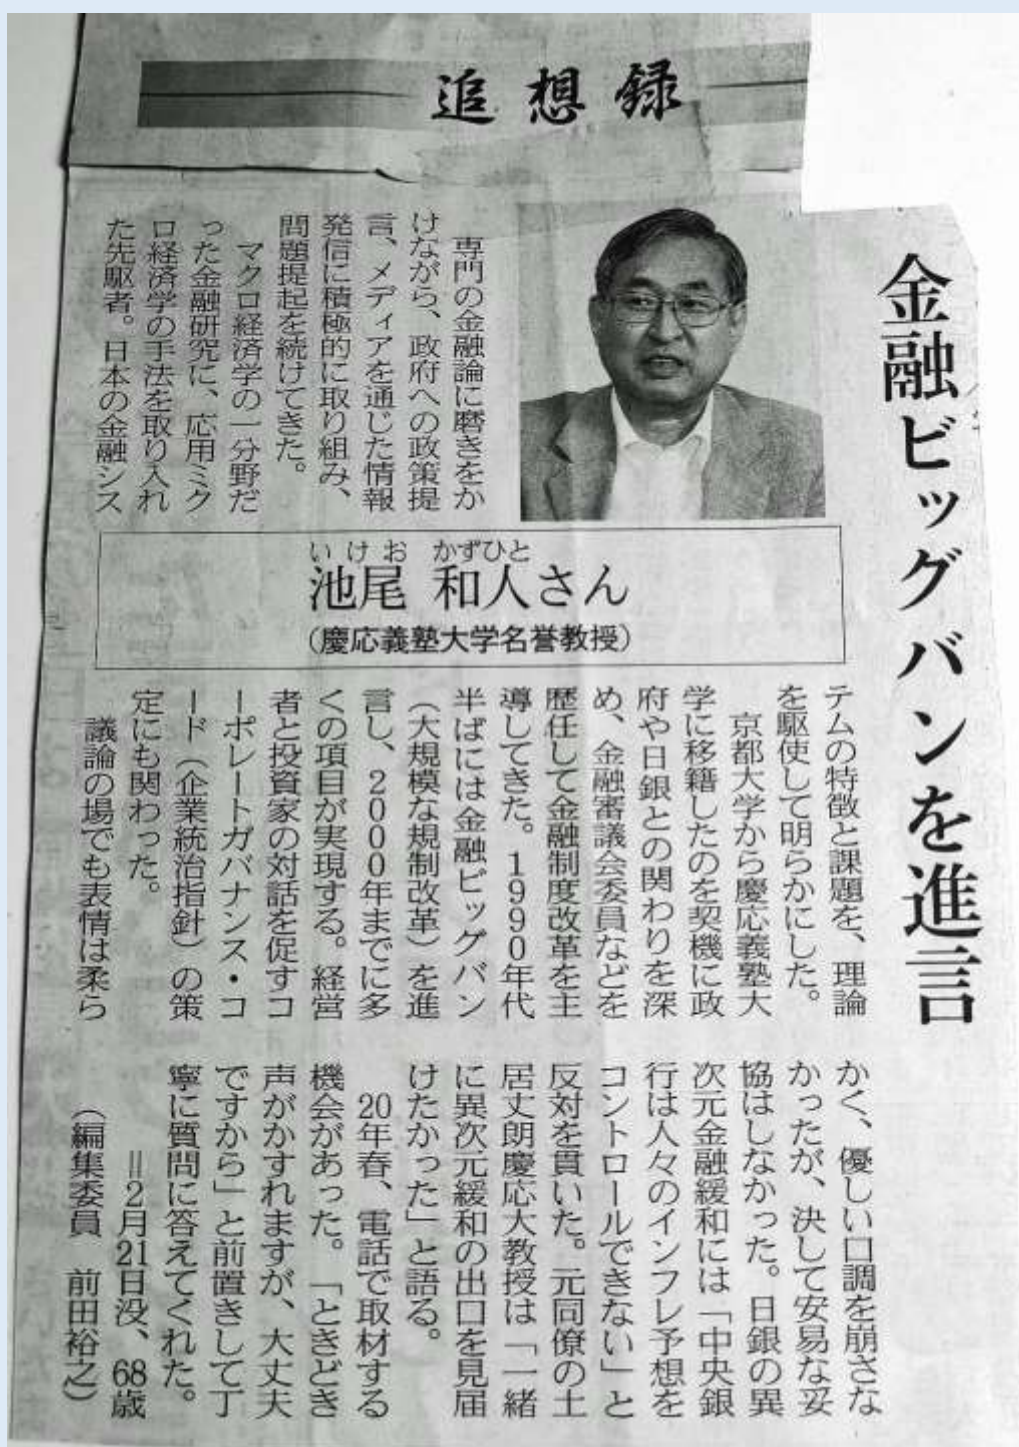 追想録
金融ビッグバンを進言
専門の金融論に磨きをか
けながら、政府への政策提
言、メディアを通じた情報
発信に積極的に取り組み、
問題提起を続けてきた。
マクロ経済学の一分野だ
った金融研究に、応用ミク
ロ経済学の手法を取り入れ
た先駆者。日本の金融シス
いけお かずひと
池尾 和人さん
(慶応義塾大学名誉教授)
テムの特徴と課題を、理論
を駆使して明らかにした。
京都大学から慶応義塾大
学に移籍したのを契機に政
府や日銀との関わりを深
め、金融審議会委員などを
歴任して金融制度改革を主
導してきた。1990年代
半ばには金融ビッグバン
(大規模な規制改革)を進
言し、2000年までに多
くの項目が実現する。経営
者と投資家の対話を促すコ
ーポレートガバナンス・コ
ード(企業統治指針)の策
定にも関わった。
議論の場でも表情は柔ら
かく、優しい口調を崩さな
かったが、決して安易な妥
協はしなかった。日銀の異
次元金融緩和には「中央銀
行は人々のインフレ予想を
コントロールできない」と
反対を貫いた。元同僚の土
居丈朗慶応大教授は「一緒
に異次元緩和の出口を見届
けたかった」と語る。
20年春、電話で取材する
機会があった。「ときどき
声がかすれますが、大丈夫
ですから」と前置きして丁
寧に質問に答えてくれた。
=2月21日没、68歳
(編集委員 前田裕之)